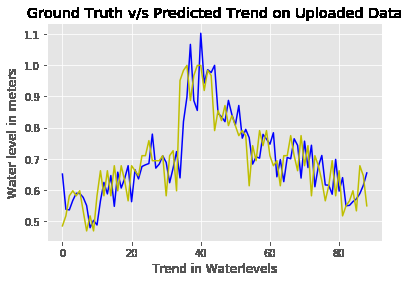 Ground Truth v/s Predicted Trend on Uploaded Data
1.1
1.0
0.9
0.8
0.7
0.6
0.5
Water level in meters
0 20 40 60 80
Trend in Waterlevels